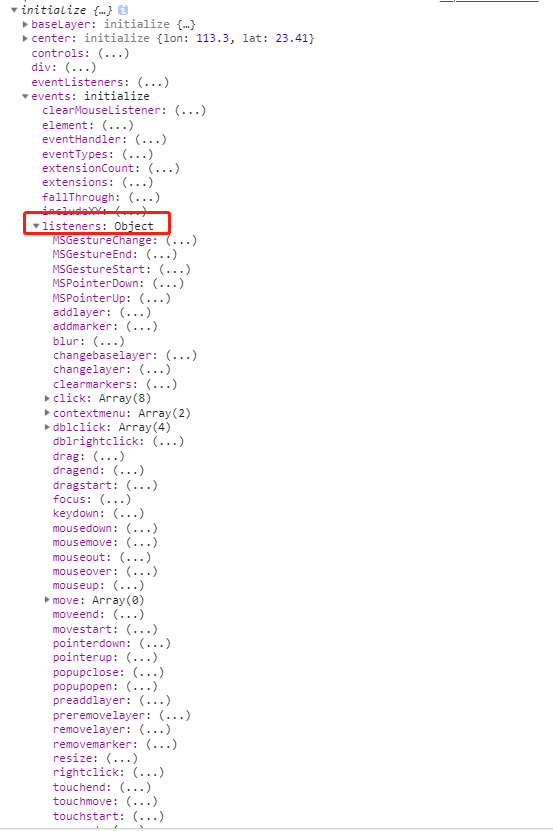 initialize {…} i
baseLayer: initialize {…}
center: initialize {lon: 113.3, lat: 23.41}
controls: (...)
div: (...)
eventListeners: (...)
events: initialize
clearMouseListener: (...)
element: (...)
eventHandler: (...)
eventTypes: (...)
extensionCount: (...)
extensions: (...)
fallThrough: (...)
includeXY: (...)
listeners: Object
MSGestureChange: (...)
MSGestureEnd: (...)
MSGestureStart: (...)
MSPointerDown: (...)
MSPointerUp: (...)
addlayer: (...)
addmarker: (...)
blur: (...)
changebaselayer: (...)
changelayer: (...)
clearmarkers: (...)
click: Array(8)
contextmenu: Array(2)
dblclick: Array(4)
dblrightclick: (...)
drag: (...)
dragend: (...)
dragstart: (...)
focus: (...)
keydown: (...)
mousedown: (...)
mousemove: (...)
mouseout: (...)
mouseover: (...)
mouseup: (...)
move: Array(0)
moveend: (...)
movestart: (...)
pointerdown: (...)
pointerup: (...)
popupclose: (...)
popupopen: (...)
preaddlayer: (...)
preremovelayer: (...)
removelayer: (...)
removemarker: (...)
resize: (...)
rightclick: (...)
touchend: (...)
touchmove: (...)
touchstart: (...)